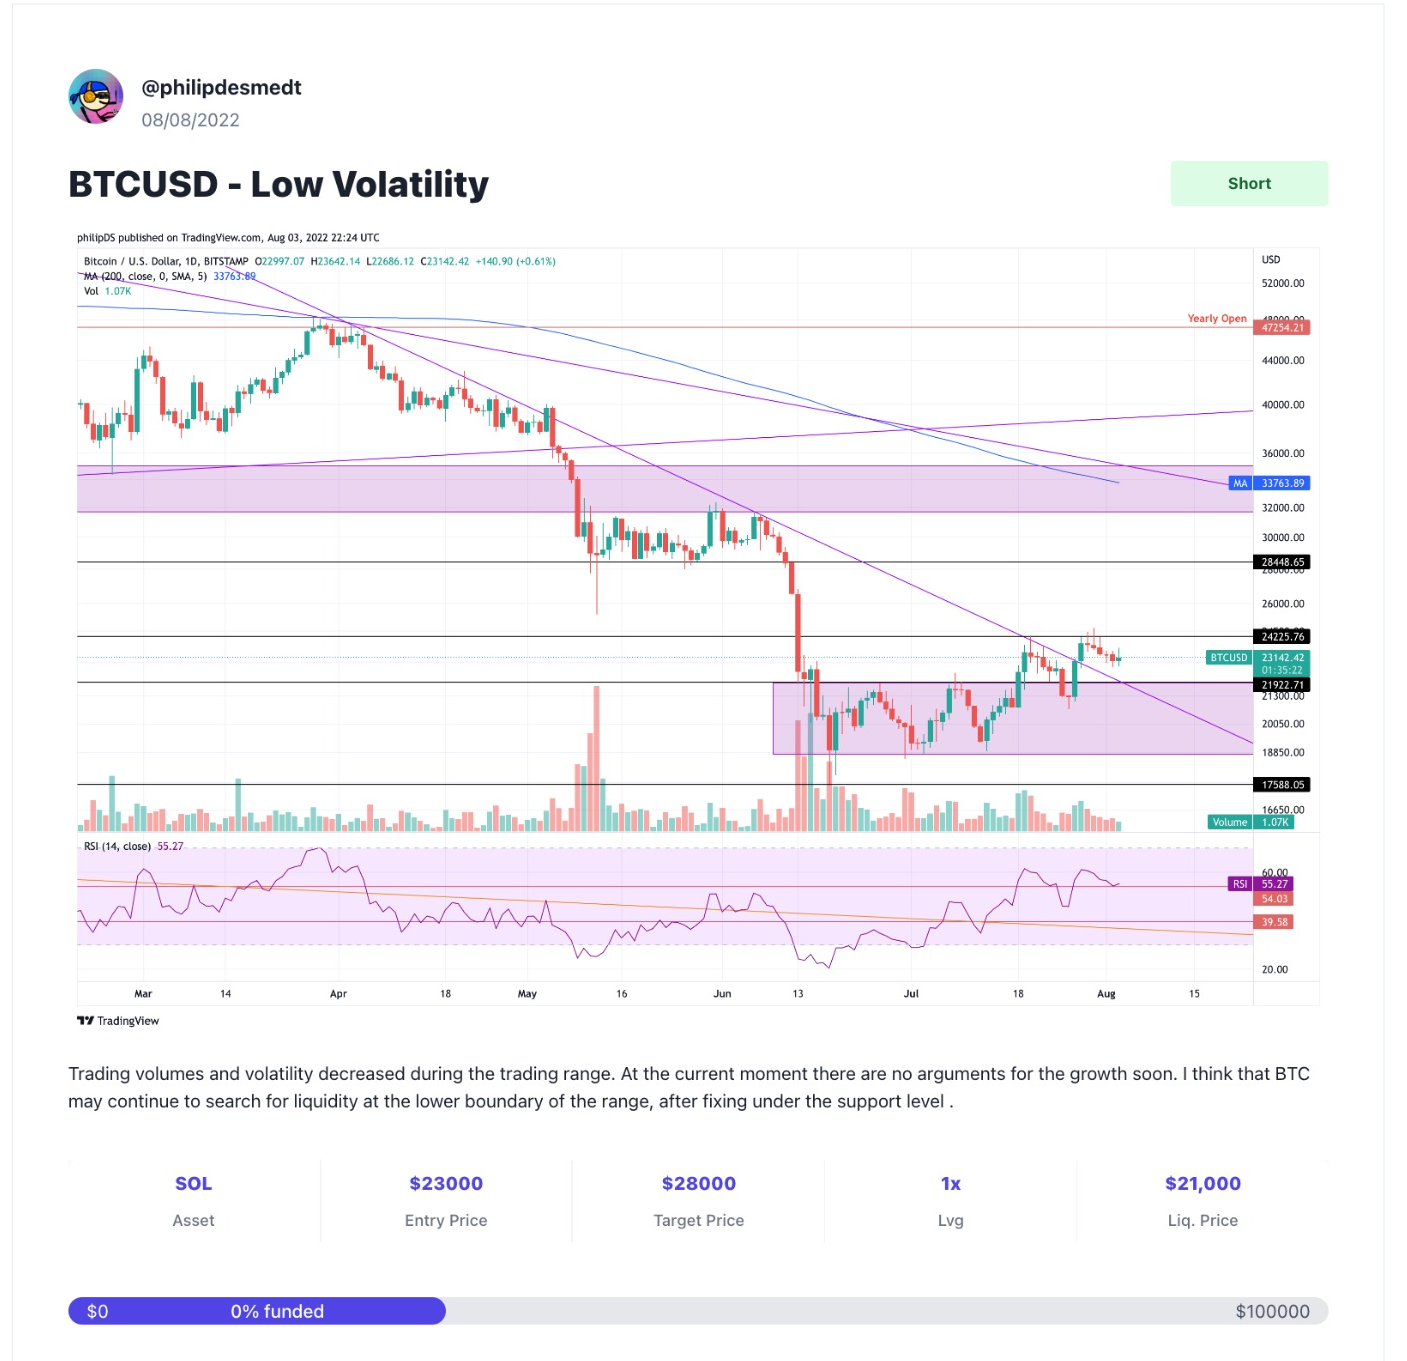 @philipdesmedt
08/08/2022
BTCUSD - Low Volatility
Short
philipDS published on TradingView.com, Aug 03, 2022 22:24 UTC
Bitcoin / U.S. Dollar, 1D, BITSTAMP O22997.07 H23642.14 L22686.12 C23142.42 +140.90 (+0.61%)
MA (200, close, 0, SMA, 5) 33763.89
Vol 1.07K
USD
52000.00
48000.00
Yearly Open 47254.21
44000.00
40000.00
36000.00
MA 33763.89
32000.00
30000.00
28448.65
28000.00
26000.00
24225.76
BTCUSD 23142.42
01:35:22
21922.71
21300.00
20050.00
18850.00
17588.05
16650.00
Volume 1.07K
RSI (14, close) 55.27
60.00
RSI 55.27
54.03
39.58
20.00
Mar 14 Apr 18 May 16 Jun 13 Jul 18 Aug 15
TradingView
Trading volumes and volatility decreased during the trading range. At the current moment there are no arguments for the growth soon. I think that BTC
may continue to search for liquidity at the lower boundary of the range, after fixing under the support level .
SOL $23000 $28000 1x $21,000
Asset Entry Price Target Price Lvg Liq. Price
$0 0% funded $100000